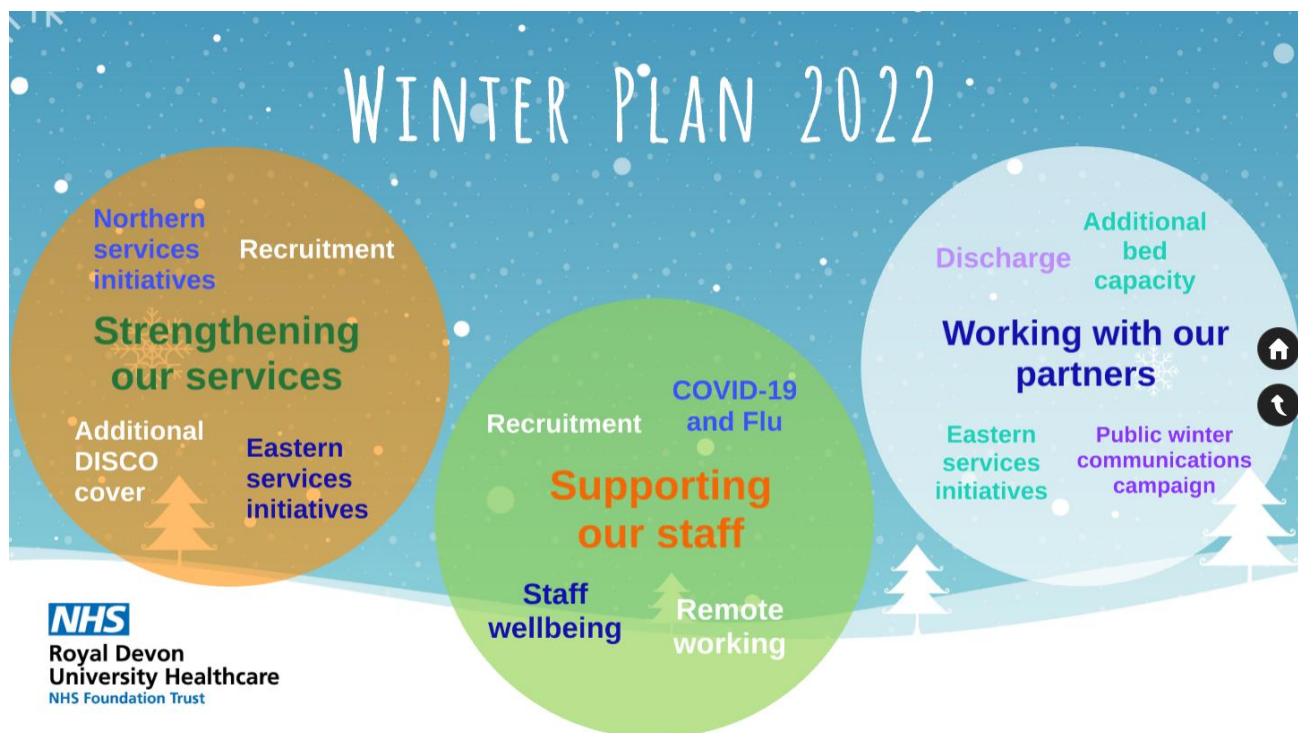 WINTER PLAN 2022
Northern
services
initiatives
Recruitment
Strengthening
our services
Additional
DISCO
cover
Eastern
services
initiatives
Recruitment
COVID-19
and Flu
Supporting
our staff
Staff
wellbeing
Remote
working
Discharge
Additional
bed
capacity
Working with our
partners
Eastern
services
initiatives
Public winter
communications
campaign
NHS
Royal Devon
University Healthcare
NHS Foundation Trust